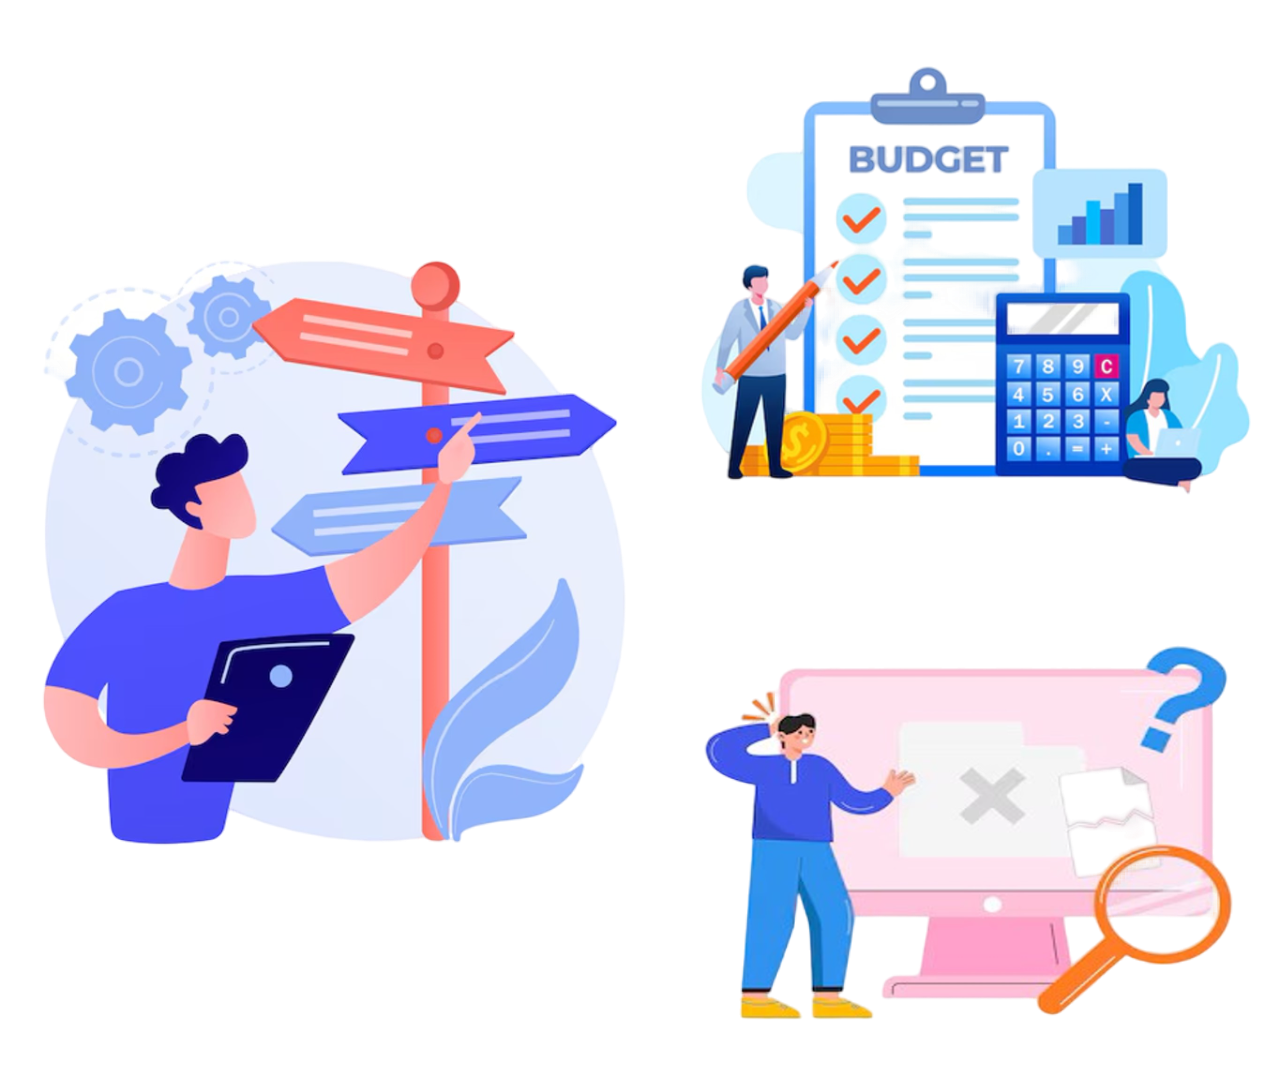 BUDGET
7 8 9 C
4 5 6 X
1 2 3 -
0 . = +
$